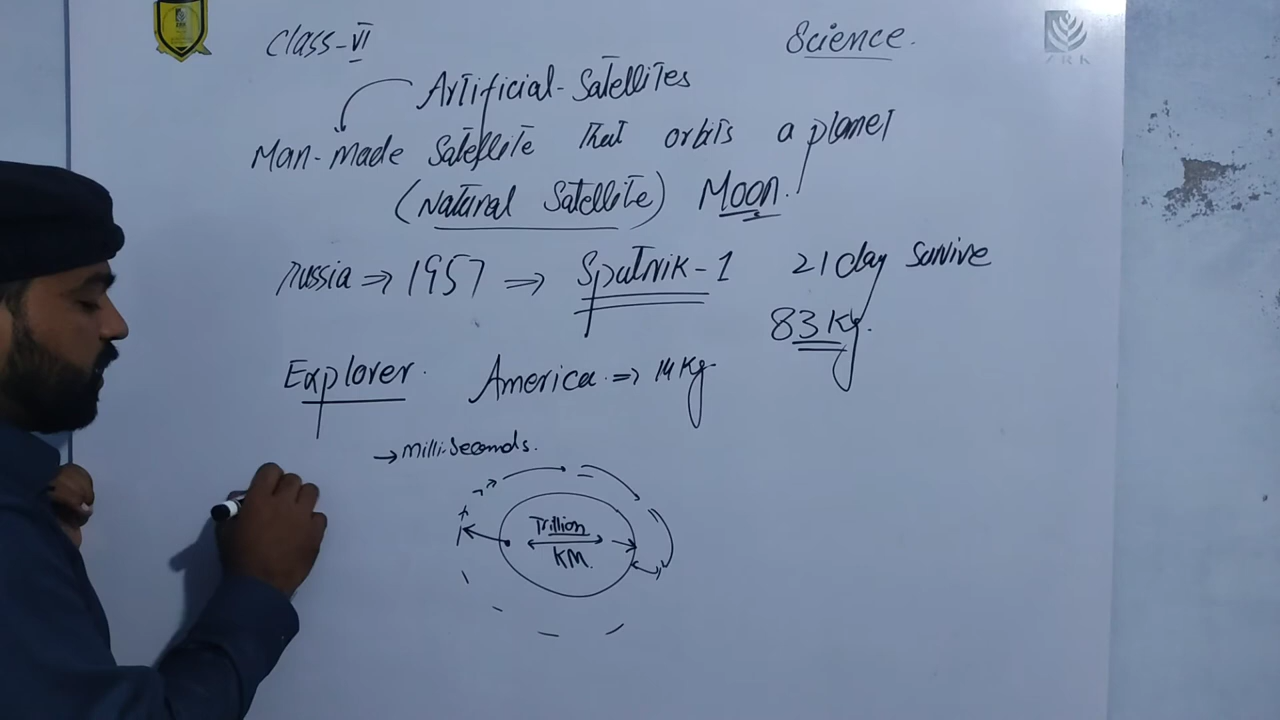 Class-VI Science.
Artificial-Satellites
Man-made Satellite that orbits a planet
(Natural Satellite) Moon.
Russia ⇒ 1957 ⇒ Sputnik-1 21 day Survive
83 Kg.
Explorer. America ⇒ 14 Kg
→ Milli-Seconds.
Trillion
KM.